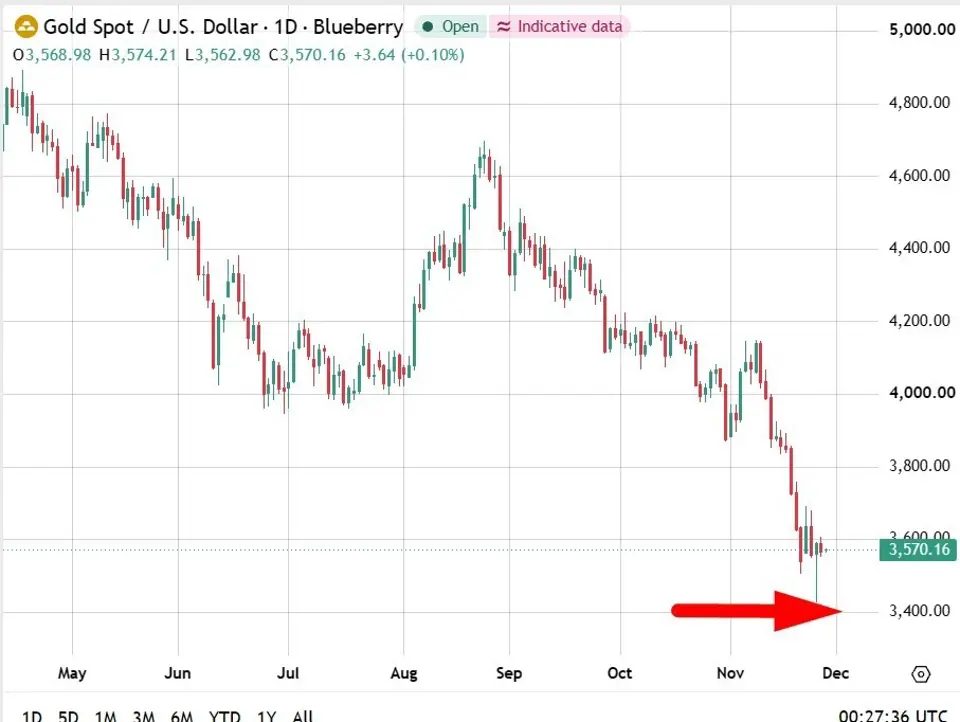 Gold Spot / U.S. Dollar · 1D · Blueberry ● Open ≈ Indicative data
O3,568.98 H3,574.21 L3,562.98 C3,570.16 +3.64 (+0.10%)
5,000.00
4,800.00
4,600.00
4,400.00
4,200.00
4,000.00
3,800.00
3,600.00
3,570.16
3,400.00
May Jun Jul Aug Sep Oct Nov Dec
1D 5D 1M 3M 6M YTD 1Y All 00:27:36 UTC